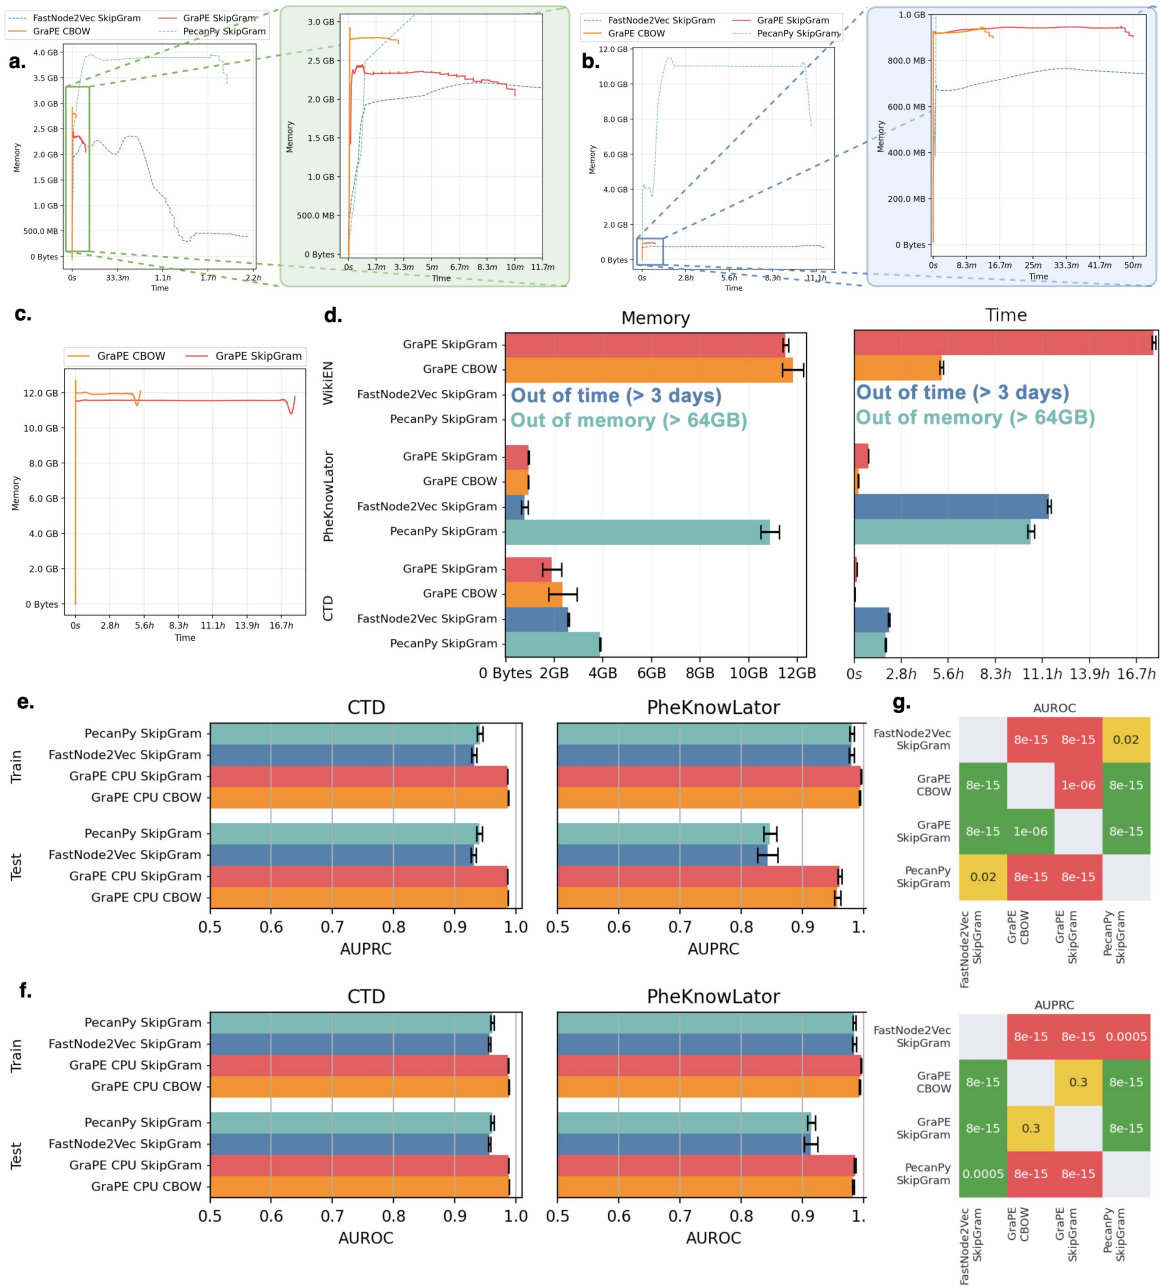 a.
FastNode2Vec SkipGram
GraPE SkipGram
GraPE CBOW
PecanPy SkipGram
4.0 GB
3.5 GB
3.0 GB
2.5 GB
2.0 GB
1.5 GB
1.0 GB
500.0 MB
0 Bytes
Memory
0s 33.3m 1.1h 1.7h 2.2h
Time
3.0 GB
2.5 GB
2.0 GB
1.5 GB
1.0 GB
500.0 MB
0 Bytes
Memory
0s 1.7m 3.3m 5m 6.7m 8.3m 10m 11.7m
Time
b.
FastNode2Vec SkipGram
GraPE SkipGram
GraPE CBOW
PecanPy SkipGram
12.0 GB
10.0 GB
8.0 GB
6.0 GB
4.0 GB
2.0 GB
0 Bytes
Memory
0s 2.8h 5.6h 8.3h 11.1h
Time
1.0 GB
800.0 MB
600.0 MB
400.0 MB
200.0 MB
0 Bytes
Memory
0s 8.3m 16.7m 25m 33.3m 41.7m 50m
Time
c.
GraPE CBOW
GraPE SkipGram
12.0 GB
10.0 GB
8.0 GB
6.0 GB
4.0 GB
2.0 GB
0 Bytes
Memory
0s 2.8h 5.6h 8.3h 11.1h 13.9h 16.7h
Time
d.
Memory
Time
WikiEN
GraPE SkipGram
GraPE CBOW
FastNode2Vec SkipGram
PecanPy SkipGram
Out of time (> 3 days)
Out of memory (> 64GB)
Out of time (> 3 days)
Out of memory (> 64GB)
PheKnowLator
GraPE SkipGram
GraPE CBOW
FastNode2Vec SkipGram
PecanPy SkipGram
CTD
GraPE SkipGram
GraPE CBOW
FastNode2Vec SkipGram
PecanPy SkipGram
0 Bytes 2GB 4GB 6GB 8GB 10GB 12GB
0s 2.8h 5.6h 8.3h 11.1h 13.9h 16.7h
e.
CTD
PheKnowLator
Train
PecanPy SkipGram
FastNode2Vec SkipGram
GraPE CPU SkipGram
GraPE CPU CBOW
Test
PecanPy SkipGram
FastNode2Vec SkipGram
GraPE CPU SkipGram
GraPE CPU CBOW
0.5 0.6 0.7 0.8 0.9 1.0
0.5 0.6 0.7 0.8 0.9 1.0
AUPRC
AUPRC
f.
CTD
PheKnowLator
Train
PecanPy SkipGram
FastNode2Vec SkipGram
GraPE CPU SkipGram
GraPE CPU CBOW
Test
PecanPy SkipGram
FastNode2Vec SkipGram
GraPE CPU SkipGram
GraPE CPU CBOW
0.5 0.6 0.7 0.8 0.9 1.0
0.5 0.6 0.7 0.8 0.9 1.
AUROC
AUROC
g.
AUROC
FastNode2Vec
SkipGram
8e-15 8e-15 0.02
GraPE
CBOW
8e-15 1e-06 8e-15
GraPE
SkipGram
8e-15 1e-06 8e-15
PecanPy
SkipGram
0.02 8e-15 8e-15
FastNode2Vec
SkipGram
GraPE
CBOW
GraPE
SkipGram
PecanPy
SkipGram
AUPRC
FastNode2Vec
SkipGram
8e-15 8e-15 0.0005
GraPE
CBOW
8e-15 0.3 8e-15
GraPE
SkipGram
8e-15 0.3 8e-15
PecanPy
SkipGram
0.0005 8e-15 8e-15
FastNode2Vec
SkipGram
GraPE
CBOW
GraPE
SkipGram
PecanPy
SkipGram